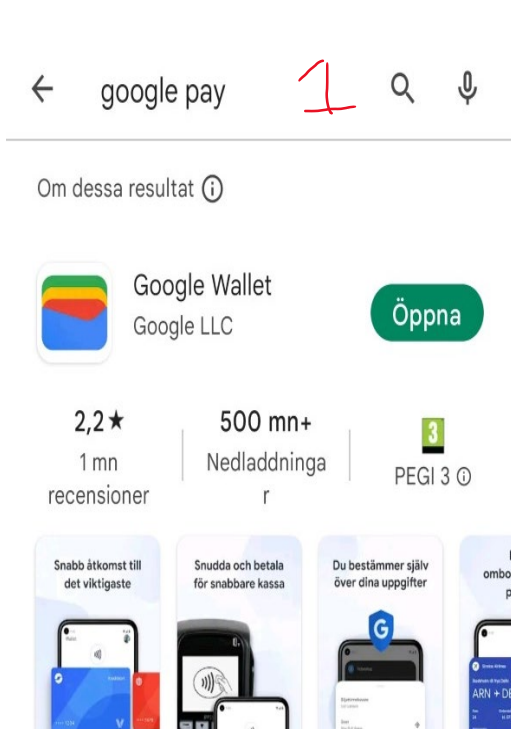 google pay 1
Om dessa resultat
Google Wallet
Google LLC
Öppna
2,2★
1 mn
recensioner
500 mn+
Nedladdninga
r
3
PEGI 3
Snabb åtkomst till
det viktigaste
Snudda och betala
för snabbare kassa
Du bestämmer själv
över dina uppgifter
G
ARN + DE